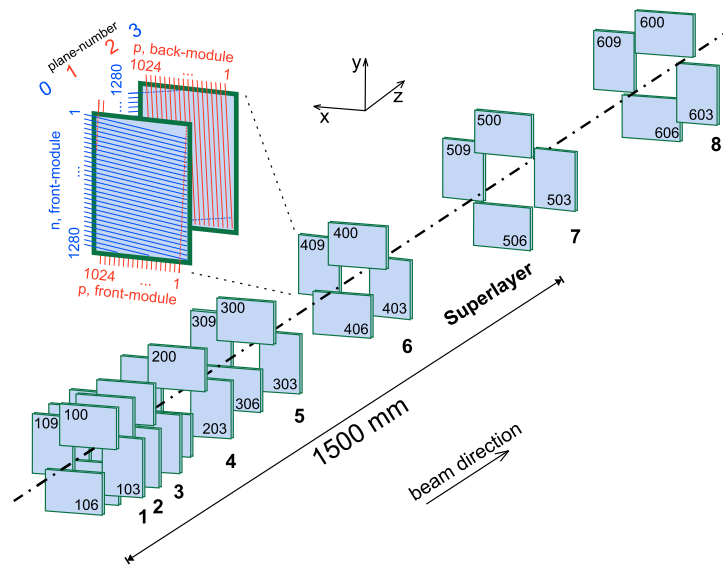 plane-number
0 1 2 3
p, back-module
1024 ... 1
1280
...
1
n, front-module
...
1280
1024 ... 1
p, front-module
y
z
x
600
609
603
606
8
500
509
503
506
7
400
409
403
406
6
Superlayer
300
309
303
306
5
200
203
4
100
109
103
106
1
2
3
1500 mm
beam direction